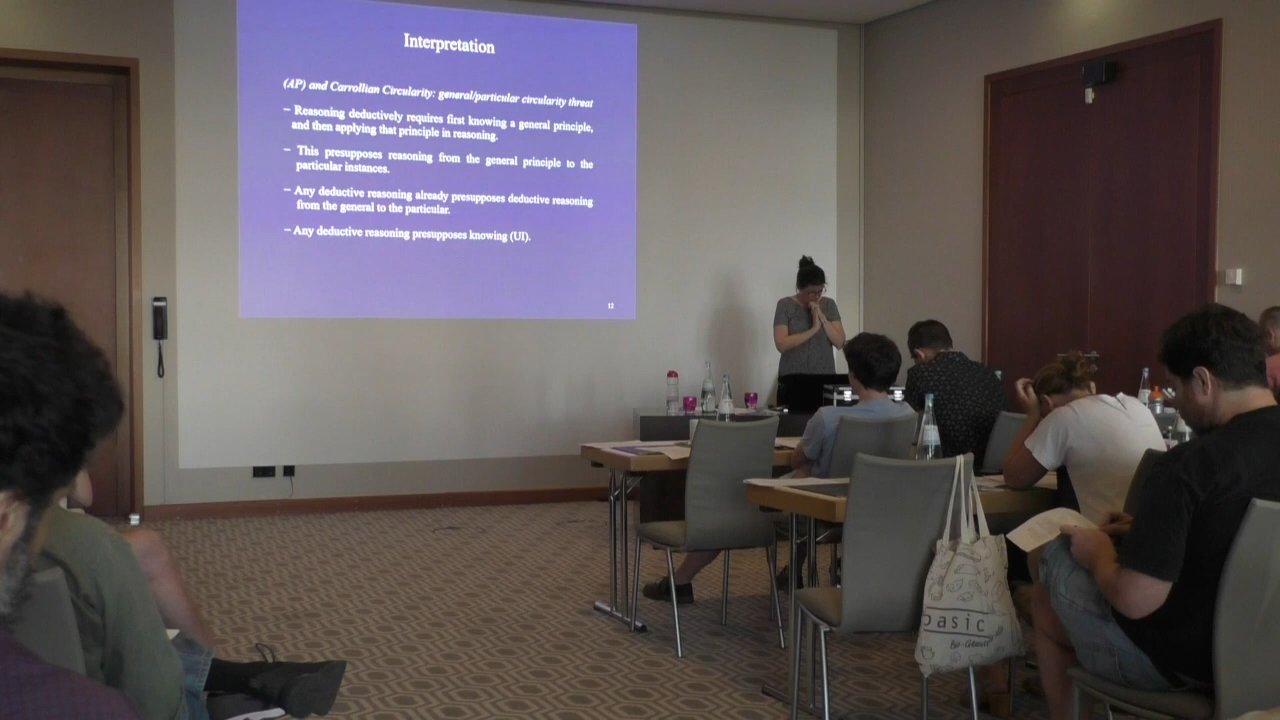 Interpretation
(AP) and Carrollian Circularity: general/particular circularity threat
– Reasoning deductively requires first knowing a general principle,
and then applying that principle in reasoning.
– This presupposes reasoning from the general principle to the
particular instances.
– Any deductive reasoning already presupposes deductive reasoning
from the general to the particular.
– Any deductive reasoning presupposes knowing (UI).
12
basic